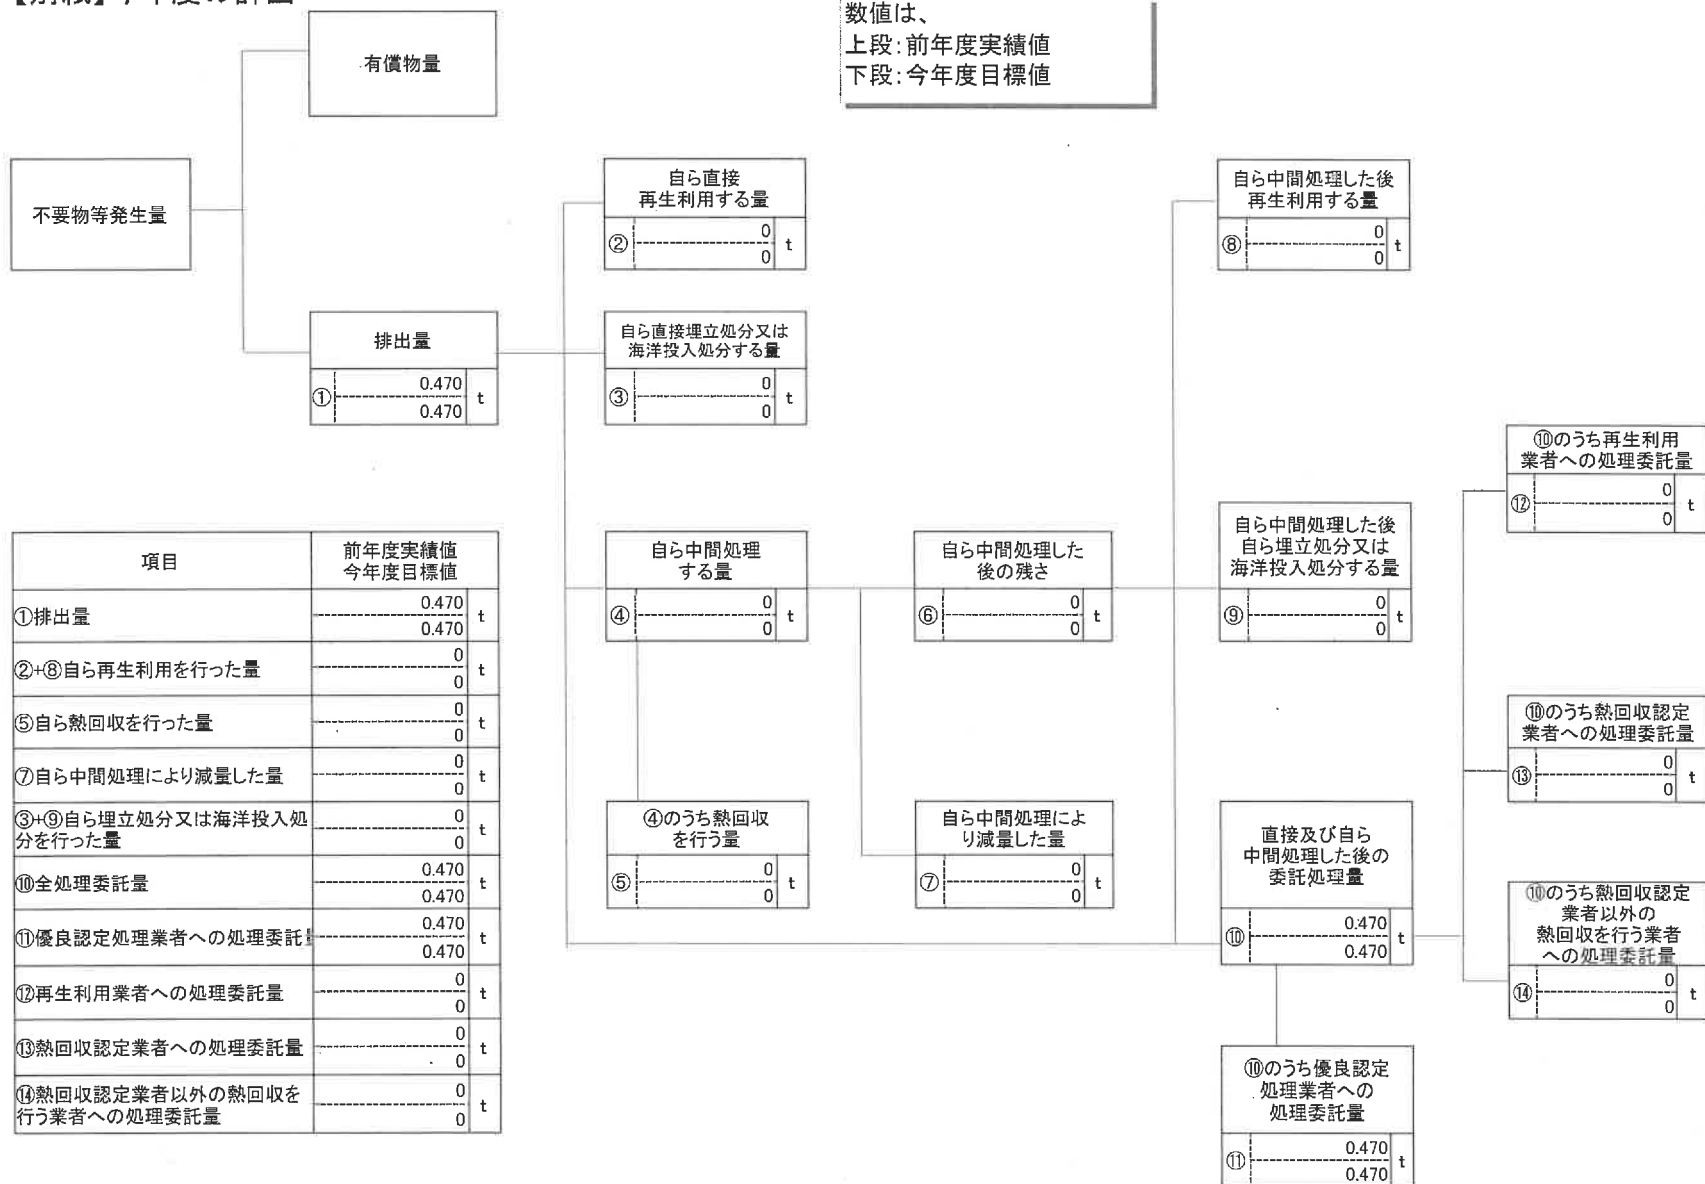 数値は、
上段：前年度実績値
下段：今年度目標値
有償物量
不要物等発生量
排出量
① 0.470 t
0.470
自ら直接
再生利用する量
② 0 t
0
自ら直接埋立処分又は
海洋投入処分する量
③ 0 t
0
自ら中間処理
する量
④ 0 t
0
④のうち熱回収
を行う量
⑤ 0 t
0
自ら中間処理した
後の残さ
⑥ 0 t
0
自ら中間処理によ
り減量した量
⑦ 0 t
0
自ら中間処理した後
再生利用する量
⑧ 0 t
0
自ら中間処理した後
自ら埋立処分又は
海洋投入処分する量
⑨ 0 t
0
直接及び自ら
中間処理した後の
委託処理量
⑩ 0.470 t
0.470
⑩のうち優良認定
処理業者への
処理委託量
⑪ 0.470 t
0.470
⑩のうち再生利用
業者への処理委託量
⑫ 0 t
0
⑩のうち熱回収認定
業者への処理委託量
⑬ 0 t
0
⑩のうち熱回収認定
業者以外の
熱回収を行う業者
への処理委託量
⑭ 0 t
0
項目 前年度実績値
今年度目標値
①排出量 0.470 t
0.470
②+⑧自ら再生利用を行った量 0 t
0
⑤自ら熱回収を行った量 0 t
0
⑦自ら中間処理により減量した量 0 t
0
③+⑨自ら埋立処分又は海洋投入処
分を行った量 0 t
0
⑩全処理委託量 0.470 t
0.470
⑪優良認定処理業者への処理委託 0.470 t
0.470
⑫再生利用業者への処理委託量 0 t
0
⑬熱回収認定業者への処理委託量 0 t
0
⑭熱回収認定業者以外の熱回収を
行う業者への処理委託量 0 t
0